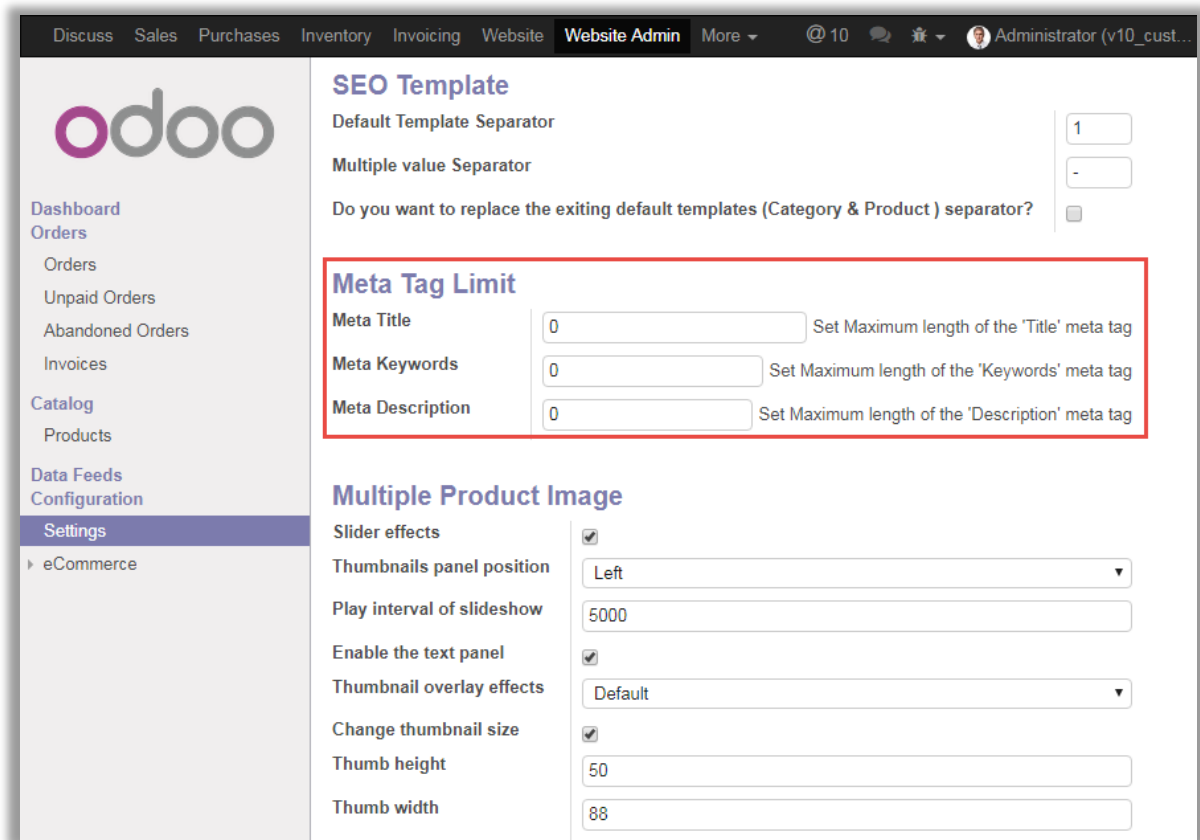 Discuss Sales Purchases Inventory Invoicing Website Website Admin More @ 10 Administrator (v10_cust...
odoo
Dashboard
Orders
Orders
Unpaid Orders
Abandoned Orders
Invoices
Catalog
Products
Data Feeds
Configuration
Settings
eCommerce
SEO Template
Default Template Separator 1
Multiple value Separator -
Do you want to replace the exiting default templates (Category & Product ) separator?
Meta Tag Limit
Meta Title 0 Set Maximum length of the 'Title' meta tag
Meta Keywords 0 Set Maximum length of the 'Keywords' meta tag
Meta Description 0 Set Maximum length of the 'Description' meta tag
Multiple Product Image
Slider effects
Thumbnails panel position Left
Play interval of slideshow 5000
Enable the text panel
Thumbnail overlay effects Default
Change thumbnail size
Thumb height 50
Thumb width 88